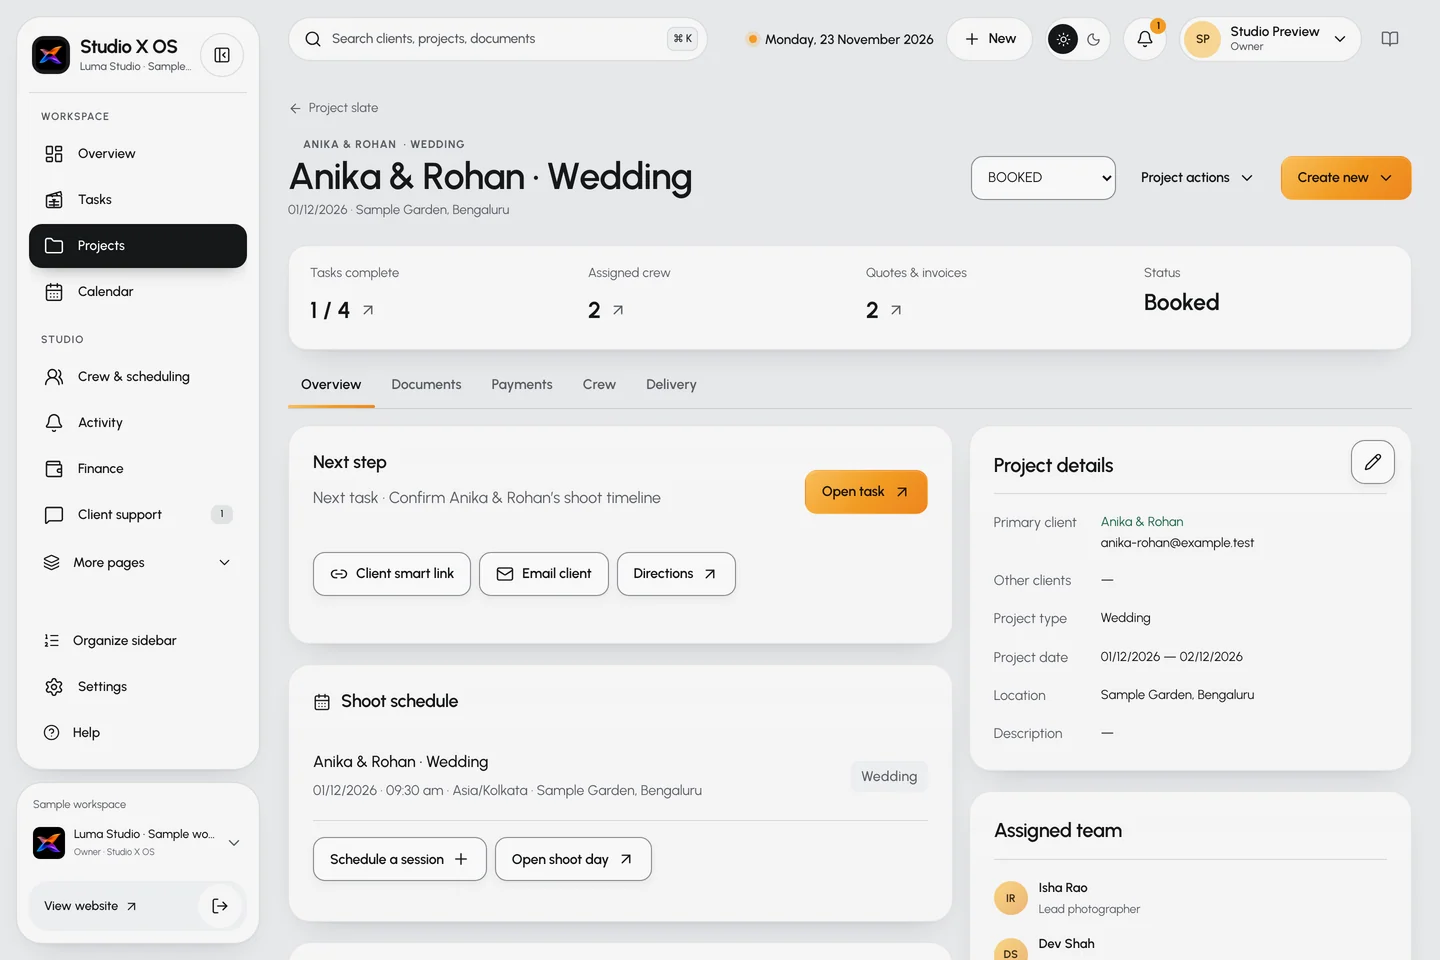 Studio X OS
Luma Studio · Sample...
WORKSPACE
Overview
Tasks
Projects
Calendar
STUDIO
Crew & scheduling
Activity
Finance
Client support
1
More pages
Organize sidebar
Settings
Help
Sample workspace
Luma Studio · Sample wo...
Owner · Studio X OS
View website
Search clients, projects, documents
⌘ K
Monday, 23 November 2026
New
1
SP
Studio Preview
Owner
Project slate
ANIKA & ROHAN · WEDDING
Anika & Rohan · Wedding
01/12/2026 · Sample Garden, Bengaluru
BOOKED
Project actions
Create new
Tasks complete
1 / 4
Assigned crew
2
Quotes & invoices
2
Status
Booked
Overview
Documents
Payments
Crew
Delivery
Next step
Next task · Confirm Anika & Rohan's shoot timeline
Open task
Client smart link
Email client
Directions
Shoot schedule
Anika & Rohan · Wedding
01/12/2026 · 09:30 am · Asia/Kolkata · Sample Garden, Bengaluru
Wedding
Schedule a session
Open shoot day
Project details
Primary client
Anika & Rohan
anika-rohan@example.test
Other clients
—
Project type
Wedding
Project date
01/12/2026 — 02/12/2026
Location
Sample Garden, Bengaluru
Description
—
Assigned team
IR
Isha Rao
Lead photographer
DS
Dev Shah